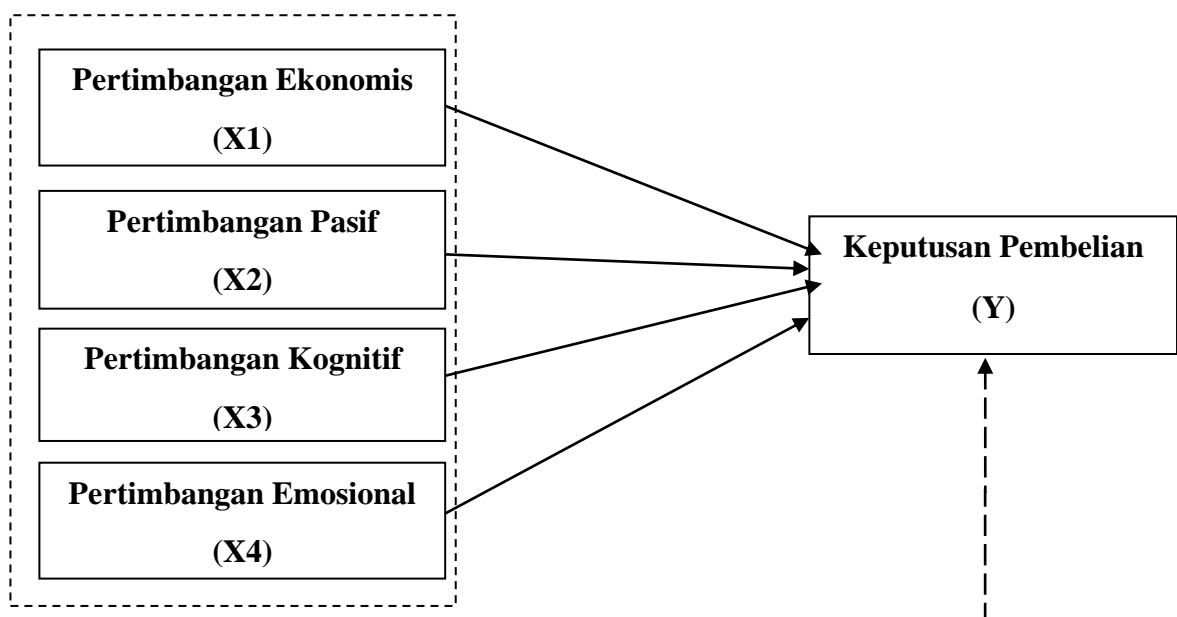 Pertimbangan Ekonomis
(X1)
Pertimbangan Pasif
(X2)
Pertimbangan Kognitif
(X3)
Pertimbangan Emosional
(X4)
Keputusan Pembelian
(Y)